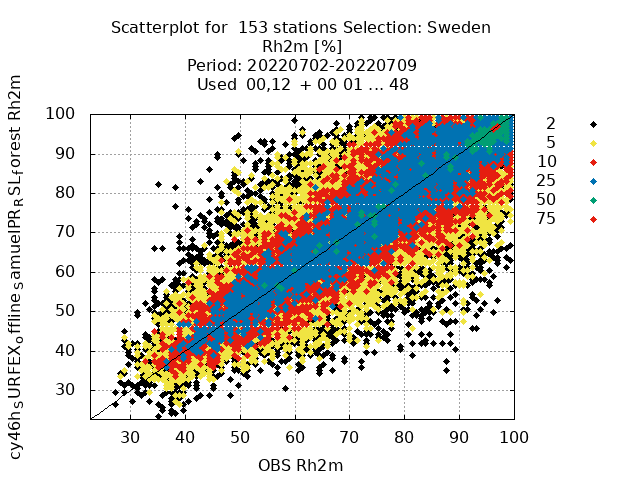 Scatterplot for 153 stations Selection: Sweden
Rh2m [%]
Period: 20220702-20220709
Used 00,12 + 00 01 ... 48
cy46h_SURFEX_offline_samuelPR_RSL_forest Rh2m
100
90
80
70
60
50
40
30
30 40 50 60 70 80 90 100
OBS Rh2m
2
5
10
25
50
75